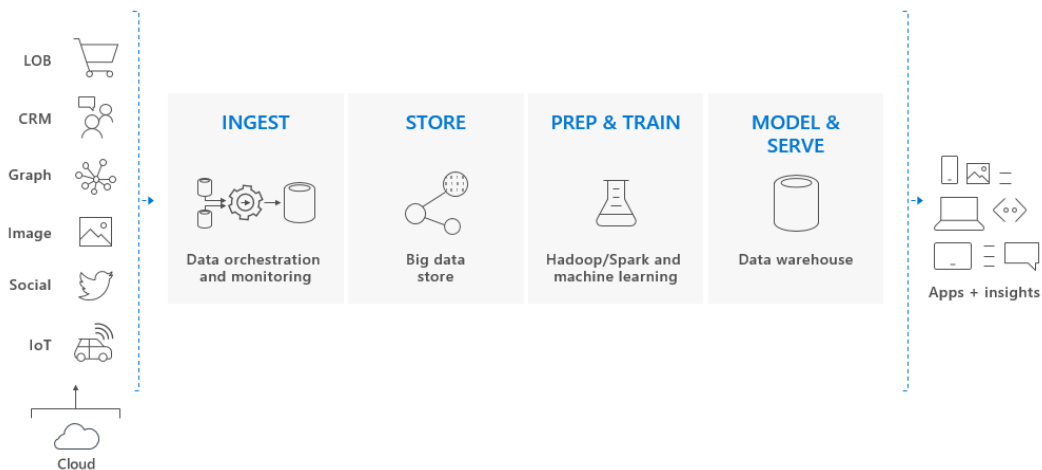 LOB
CRM
Graph
Image
Social
IoT
Cloud
INGEST
Data orchestration
and monitoring
STORE
Big data
store
PREP & TRAIN
Hadoop/Spark and
machine learning
MODEL &
SERVE
Data warehouse
Apps + insights